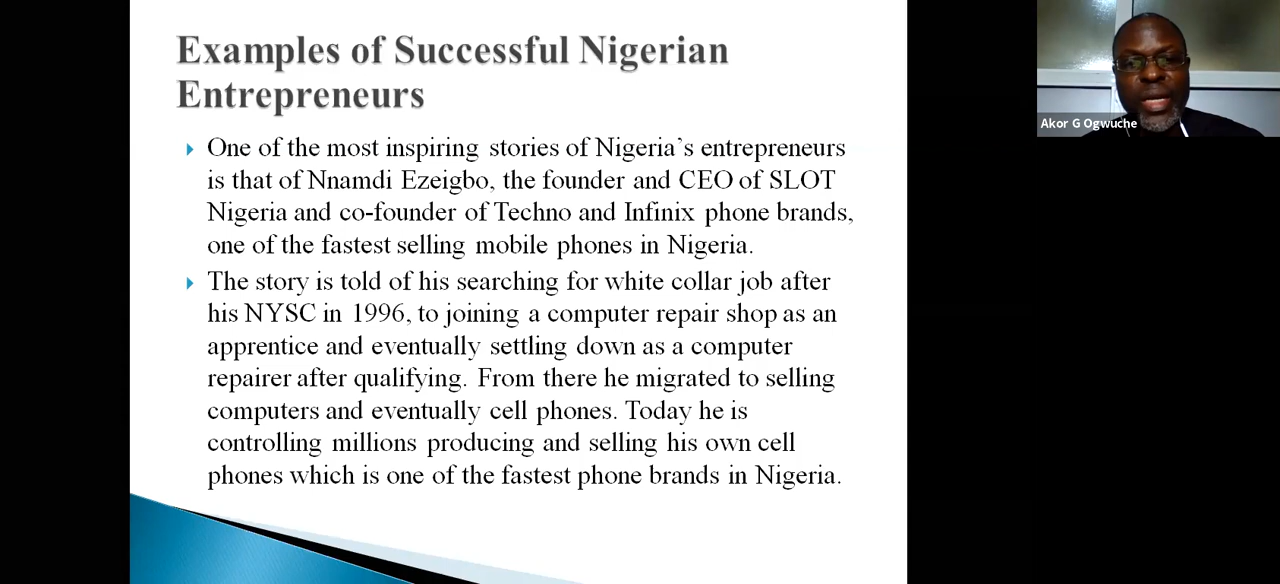 Examples of Successful Nigerian
Entrepreneurs
One of the most inspiring stories of Nigeria's entrepreneurs
is that of Nnamdi Ezeigbo, the founder and CEO of SLOT
Nigeria and co-founder of Techno and Infinix phone brands,
one of the fastest selling mobile phones in Nigeria.
The story is told of his searching for white collar job after
his NYSC in 1996, to joining a computer repair shop as an
apprentice and eventually settling down as a computer
repairer after qualifying. From there he migrated to selling
computers and eventually cell phones. Today he is
controlling millions producing and selling his own cell
phones which is one of the fastest phone brands in Nigeria.
Akor G Ogwuche